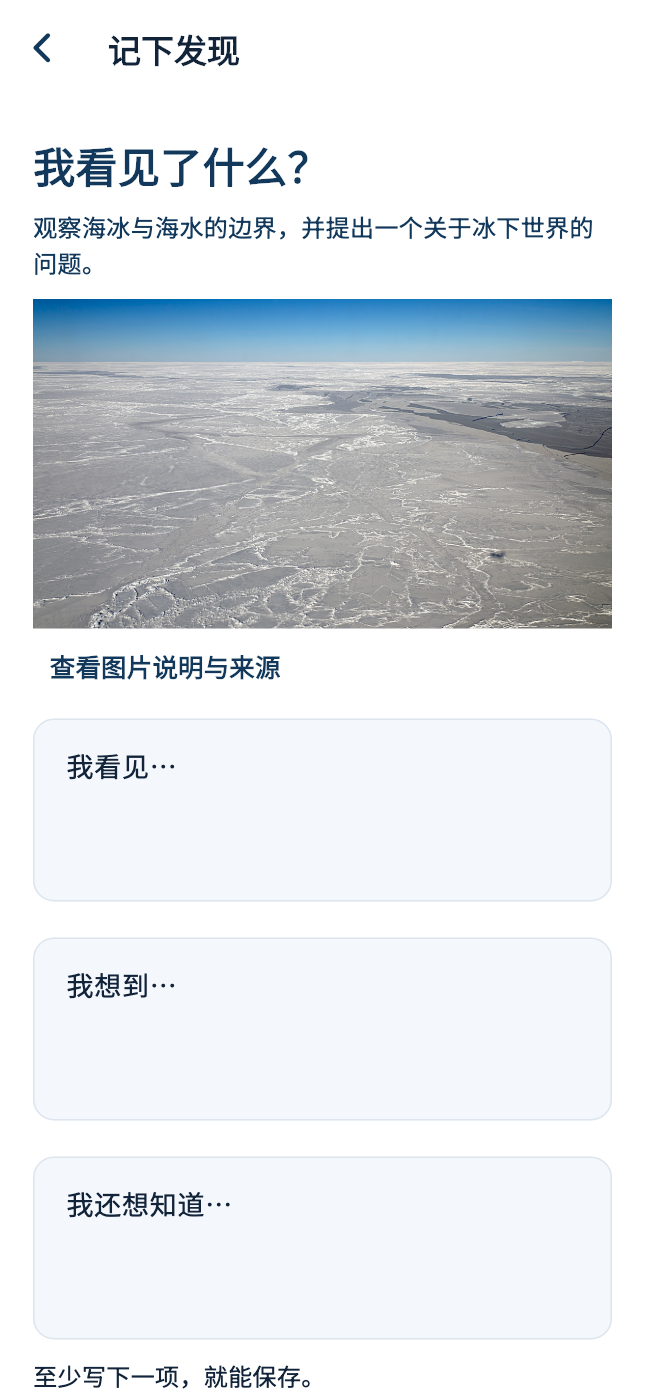 记下发现
我看见了什么？
观察海冰与海水的边界，并提出一个关于冰下世界的
问题。
查看图片说明与来源
我看见…
我想到…
我还想知道…
至少写下一项，就能保存。